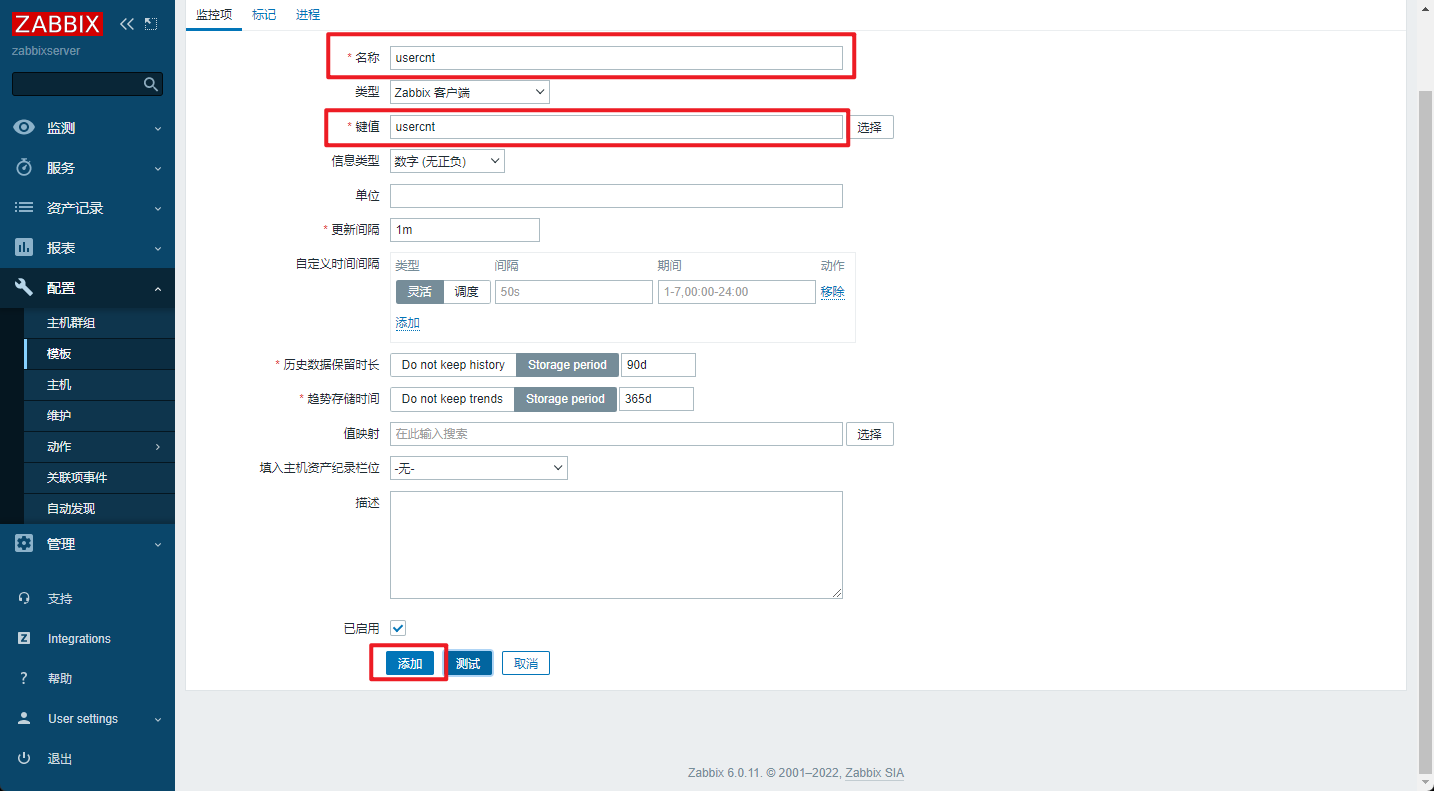 ZABBIX
zabbixserver
监测
服务
资产记录
报表
配置
主机群组
模板
主机
维护
动作
关联项事件
自动发现
管理
支持
Integrations
帮助
User settings
退出
监控项 标记 进程
* 名称 usercnt
类型 Zabbix 客户端
* 键值 usercnt 选择
信息类型 数字 (无正负)
单位
* 更新间隔 1m
自定义时间间隔 类型 间隔 期间 动作
灵活 调度 50s 1-7,00:00-24:00 移除
添加
* 历史数据保留时长 Do not keep history Storage period 90d
* 趋势存储时间 Do not keep trends Storage period 365d
值映射 在此输入搜索 选择
填入主机资产纪录栏位 -无-
描述
已启用
添加 测试 取消
Zabbix 6.0.11. © 2001–2022, Zabbix SIA